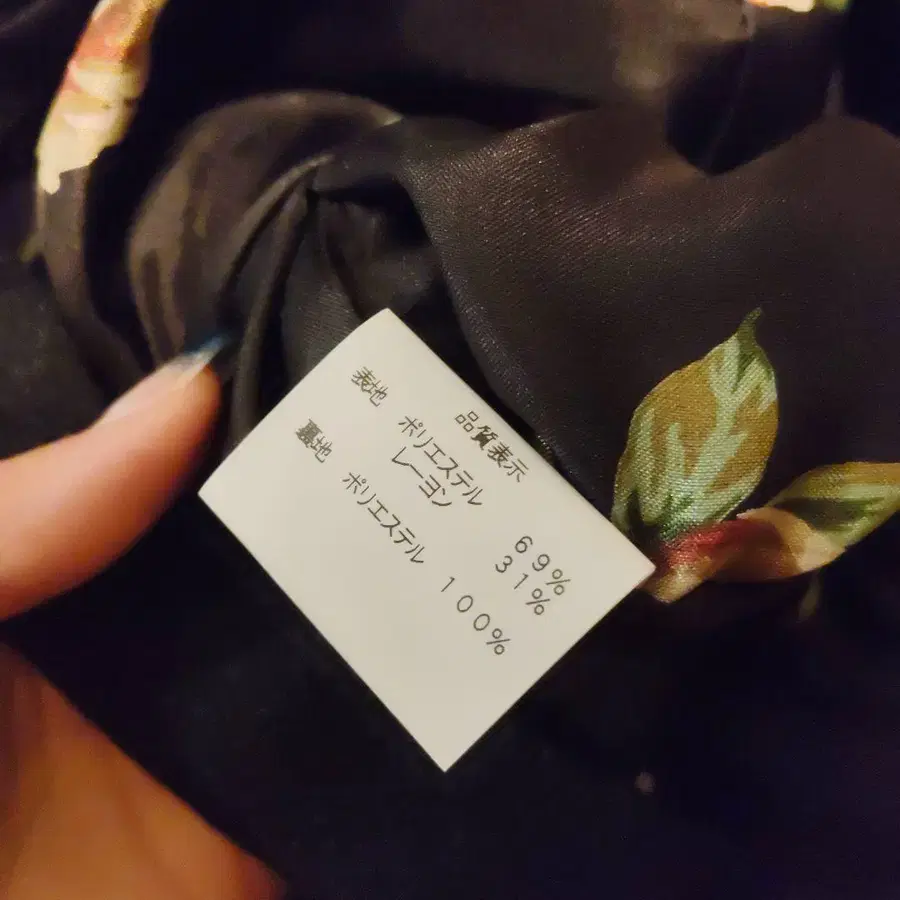 品質表示
表地 ポリエステル 69%
レーヨン 31%
裏地 ポリエステル 100%